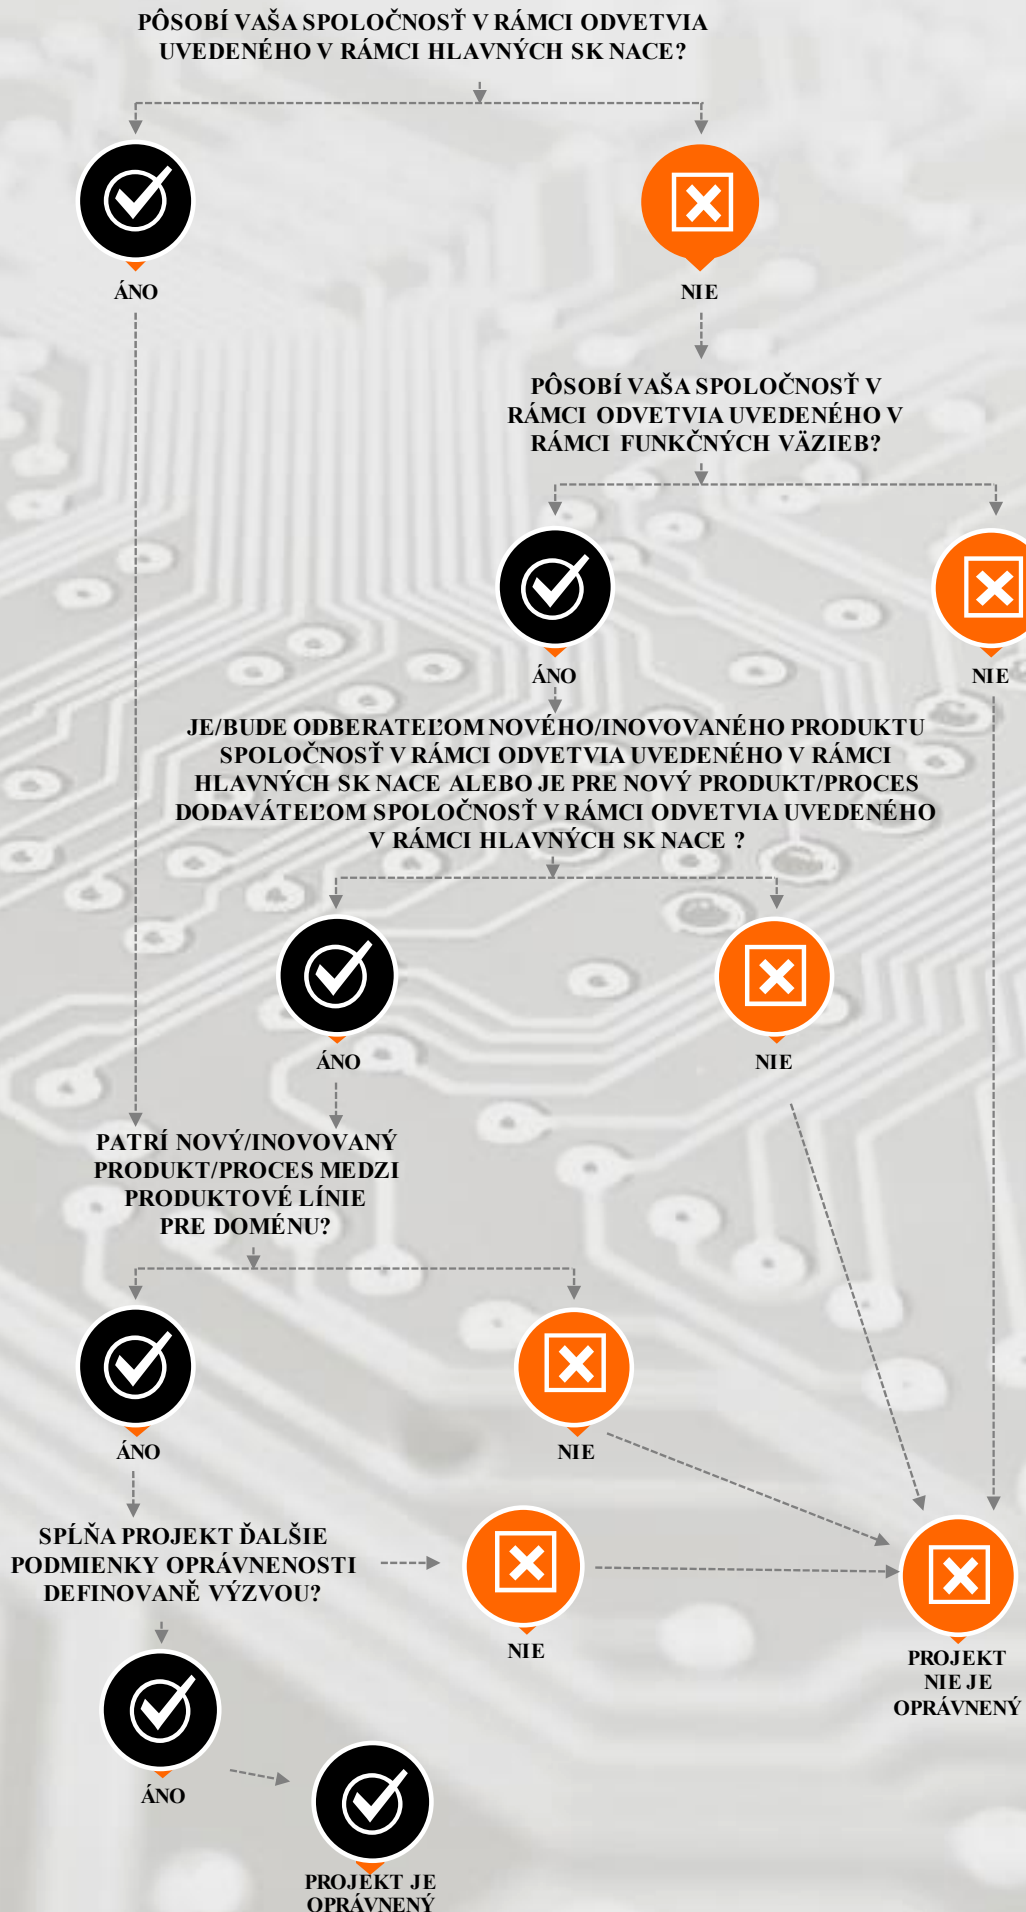 PÔSOBÍ VAŠA SPOLOČNOSŤ V RÁMCI ODVETVIA
UVEDENÉHO V RÁMCI HLAVNÝCH SK NACE?
ÁNO
NIE
PÔSOBÍ VAŠA SPOLOČNOSŤ V
RÁMCI ODVETVIA UVEDENÉHO V
RÁMCI FUNKČNÝCH VÄZIEB?
ÁNO
NIE
JE/BUDE ODBERATEĽOM NOVÉHO/INOVOVANÉHO PRODUKTU
SPOLOČNOSŤ V RÁMCI ODVETVIA UVEDENÉHO V RÁMCI
HLAVNÝCH SK NACE ALEBO JE PRE NOVÝ PRODUKT/PROCES
DODAVÁTEĽOM SPOLOČNOSŤ V RÁMCI ODVETVIA UVEDENÉHO
V RÁMCI HLAVNÝCH SK NACE ?
ÁNO
NIE
PATRÍ NOVÝ/INOVOVANÝ
PRODUKT/PROCES MEDZI
PRODUKTOVÉ LÍNIE
PRE DOMÉNU?
ÁNO
NIE
SPĹŇA PROJEKT ĎALŠIE
PODMIENKY OPRÁVNENOSTI
DEFINOVANĚ VÝZVOU?
NIE
PROJEKT
NIE JE
OPRÁVNENÝ
ÁNO
PROJEKT JE
OPRÁVNENÝ